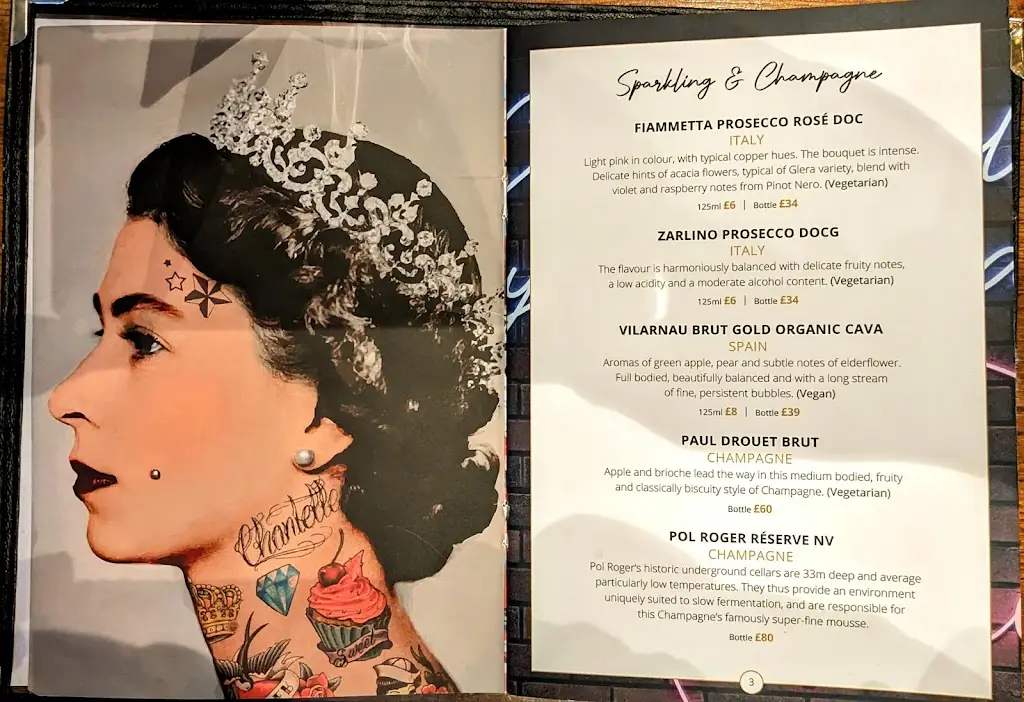 Chantelle
Sweet
Sparkling & Champagne
FIAMMETTA PROSECCO ROSÉ DOC
ITALY
Light pink in colour, with typical copper hues. The bouquet is intense.
Delicate hints of acacia flowers, typical of Glera variety, blend with
violet and raspberry notes from Pinot Nero. (Vegetarian)
125ml £6 | Bottle £34
ZARLINO PROSECCO DOCG
ITALY
The flavour is harmoniously balanced with delicate fruity notes,
a low acidity and a moderate alcohol content. (Vegetarian)
125ml £6 | Bottle £34
VILARNAU BRUT GOLD ORGANIC CAVA
SPAIN
Aromas of green apple, pear and subtle notes of elderflower.
Full bodied, beautifully balanced and with a long stream
of fine, persistent bubbles. (Vegan)
125ml £8 | Bottle £39
PAUL DROUET BRUT
CHAMPAGNE
Apple and brioche lead the way in this medium bodied, fruity
and classically biscuity style of Champagne. (Vegetarian)
Bottle £60
POL ROGER RÉSERVE NV
CHAMPAGNE
Pol Roger's historic underground cellars are 33m deep and average
particularly low temperatures. They thus provide an environment
uniquely suited to slow fermentation, and are responsible for
this Champagne's famously super-fine mousse.
Bottle £80
3